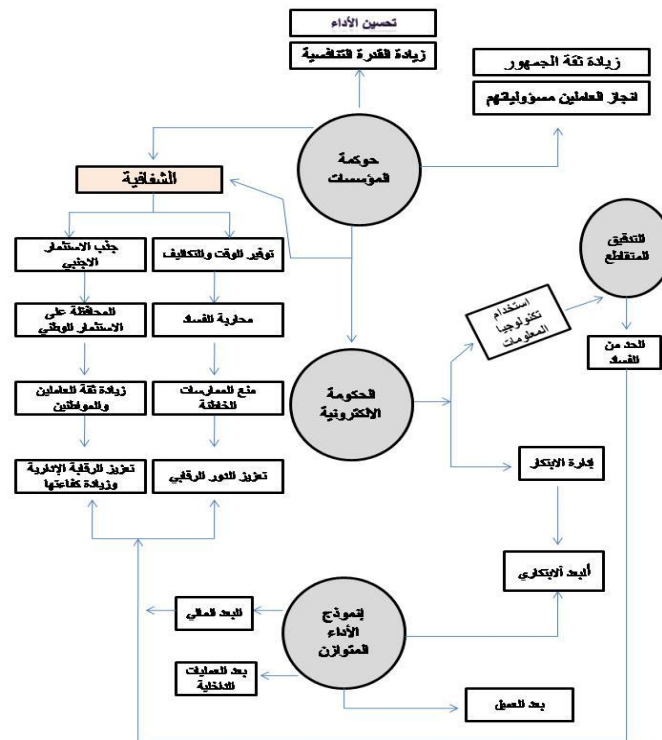 تحسين الأداء
زيادة القدرة التنافسية
زيادة ثقة الجمهور
انجاز العاملين مسؤولياتهم
حوكمة
المؤسسات
الشفافية
التدقيق
المتقاطع
جذب الاستثمار
الاجنبي
توفير الوقت والتكاليف
استخدام
تكنولوجيا
المعلومات
المحافظة على
الاستثمار الوطني
محاربة الفساد
الحد من
الفساد
زيادة ثقة العاملين
والمواطنين
منع الممارسات
الخاطئة
الحكومة
الالكترونية
تعزيز الرقابة الإدارية
وزيادة كفاءتها
تعزيز الدور الرقابي
إدارة الابتكار
ألبعد ألابتكاري
إنموذج
الأداء
المتوازن
البعد المالي
بعد العمليات
الداخلية
بعد العميل